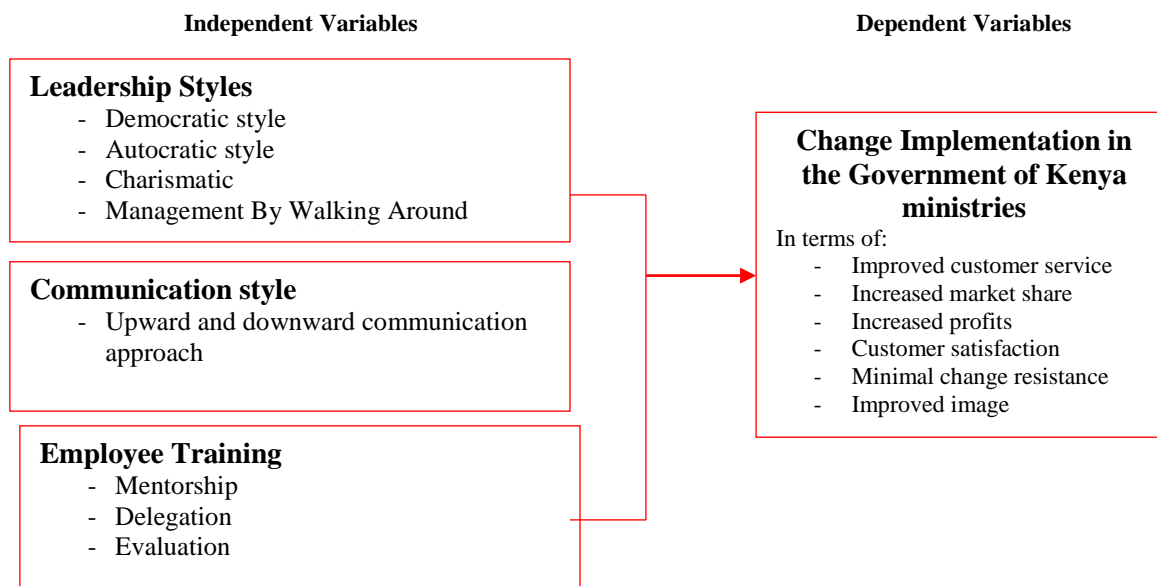 Independent Variables
Dependent Variables
Leadership Styles
- Democratic style
- Autocratic style
- Charismatic
- Management By Walking Around
Communication style
- Upward and downward communication
approach
Employee Training
- Mentorship
- Delegation
- Evaluation
Change Implementation in
the Government of Kenya
ministries
In terms of:
- Improved customer service
- Increased market share
- Increased profits
- Customer satisfaction
- Minimal change resistance
- Improved image